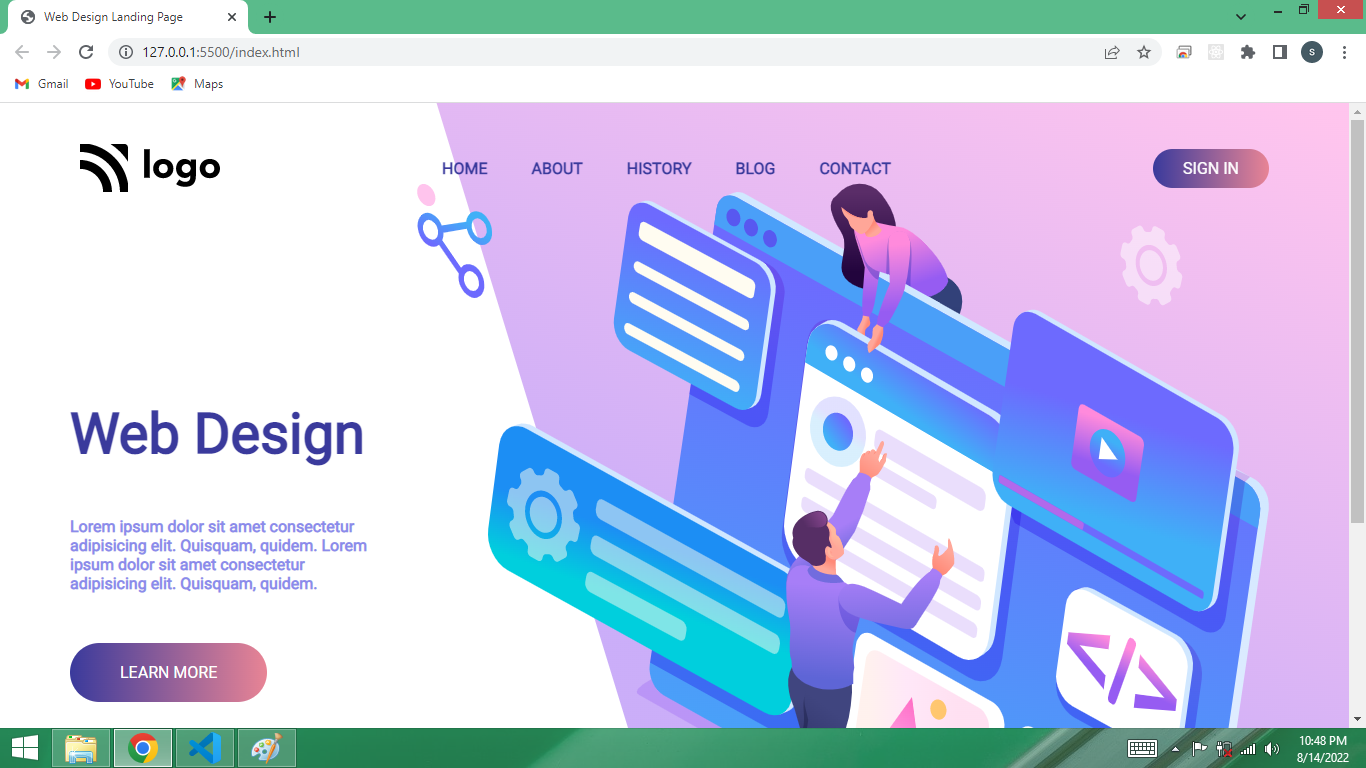 Web Design Landing Page
127.0.0.1:5500/index.html
S
Gmail YouTube Maps
logo
HOME ABOUT HISTORY BLOG CONTACT SIGN IN
Web Design
Lorem ipsum dolor sit amet consectetur
adipisicing elit. Quisquam, quidem. Lorem
ipsum dolor sit amet consectetur
adipisicing elit. Quisquam, quidem.
LEARN MORE
</>
10:48 PM
8/14/2022